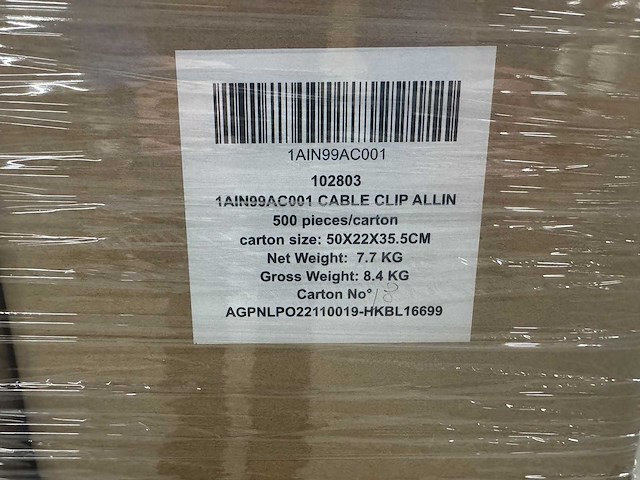 1AIN99AC001
102803
1AIN99AC001 CABLE CLIP ALLIN
500 pieces/carton
carton size: 50X22X35.5CM
Net Weight: 7.7 KG
Gross Weight: 8.4 KG
Carton No°
AGPNLPO22110019-HKBL16699